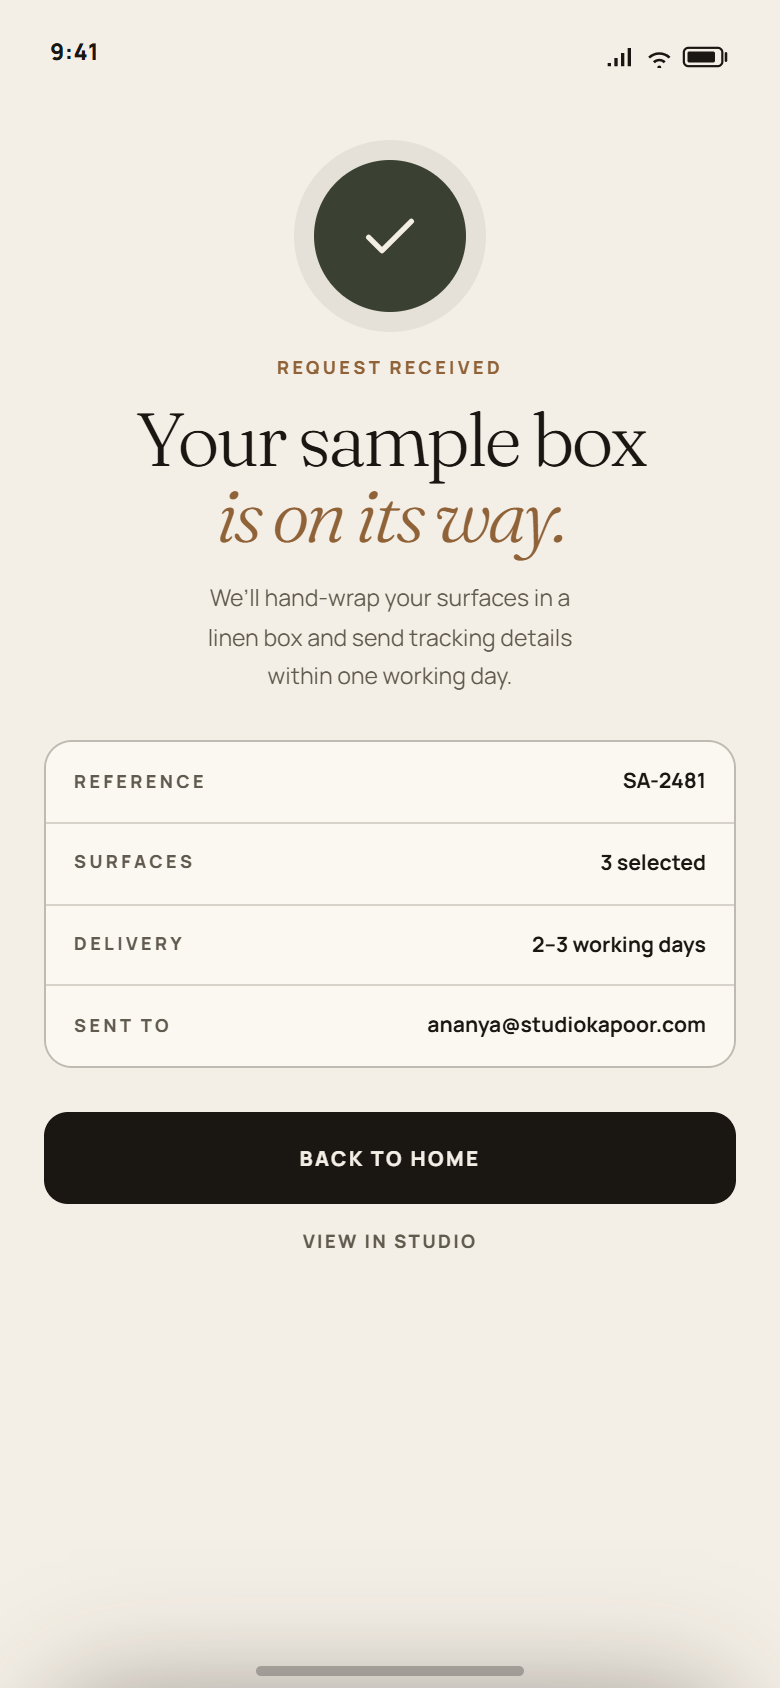 9:41
REQUEST RECEIVED
Your sample box
is on its way.
We’ll hand-wrap your surfaces in a
linen box and send tracking details
within one working day.
REFERENCE SA-2481
SURFACES 3 selected
DELIVERY 2–3 working days
SENT TO ananya@studiokapoor.com
BACK TO HOME
VIEW IN STUDIO